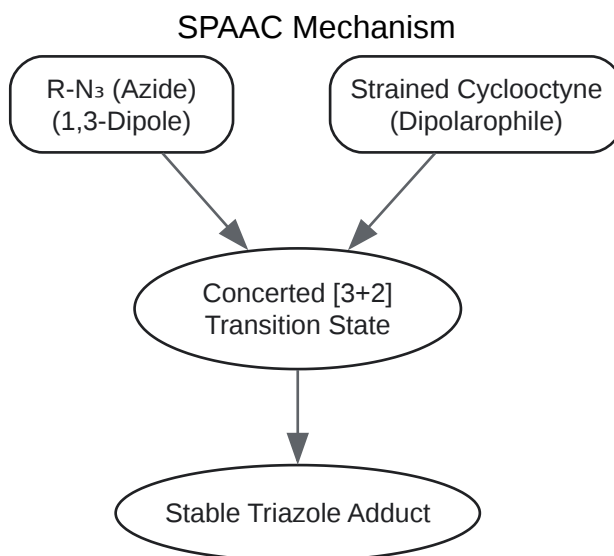 SPAAC Mechanism
R-N₃ (Azide)
(1,3-Dipole)
Strained Cyclooctyne
(Dipolarophile)
Concerted [3+2]
Transition State
Stable Triazole Adduct